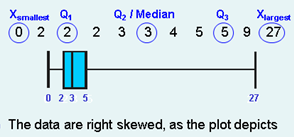 Xsmallest Q1 Q2 / Median Q3 Xlargest
0 2 2 2 3 3 4 5 5 9 27
0 2 3 5 27
The data are right skewed, as the plot depicts